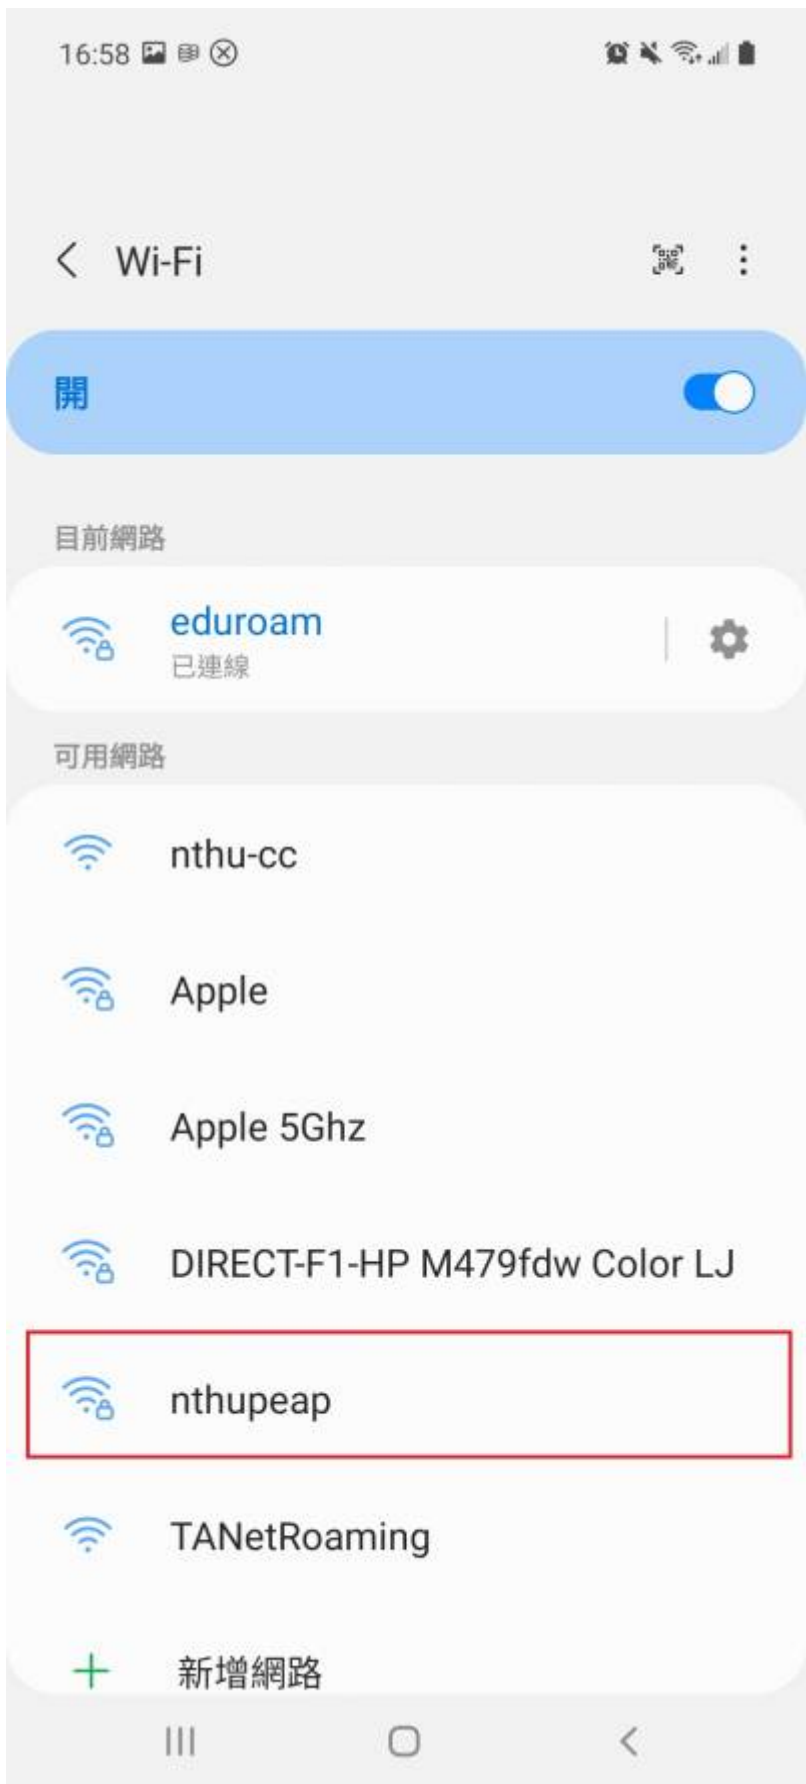 16:58
Wi-Fi
開
目前網路
eduroam
已連線
可用網路
nthu-cc
Apple
Apple 5Ghz
DIRECT-F1-HP M479fdw Color LJ
nthupeap
TANetRoaming
新增網路